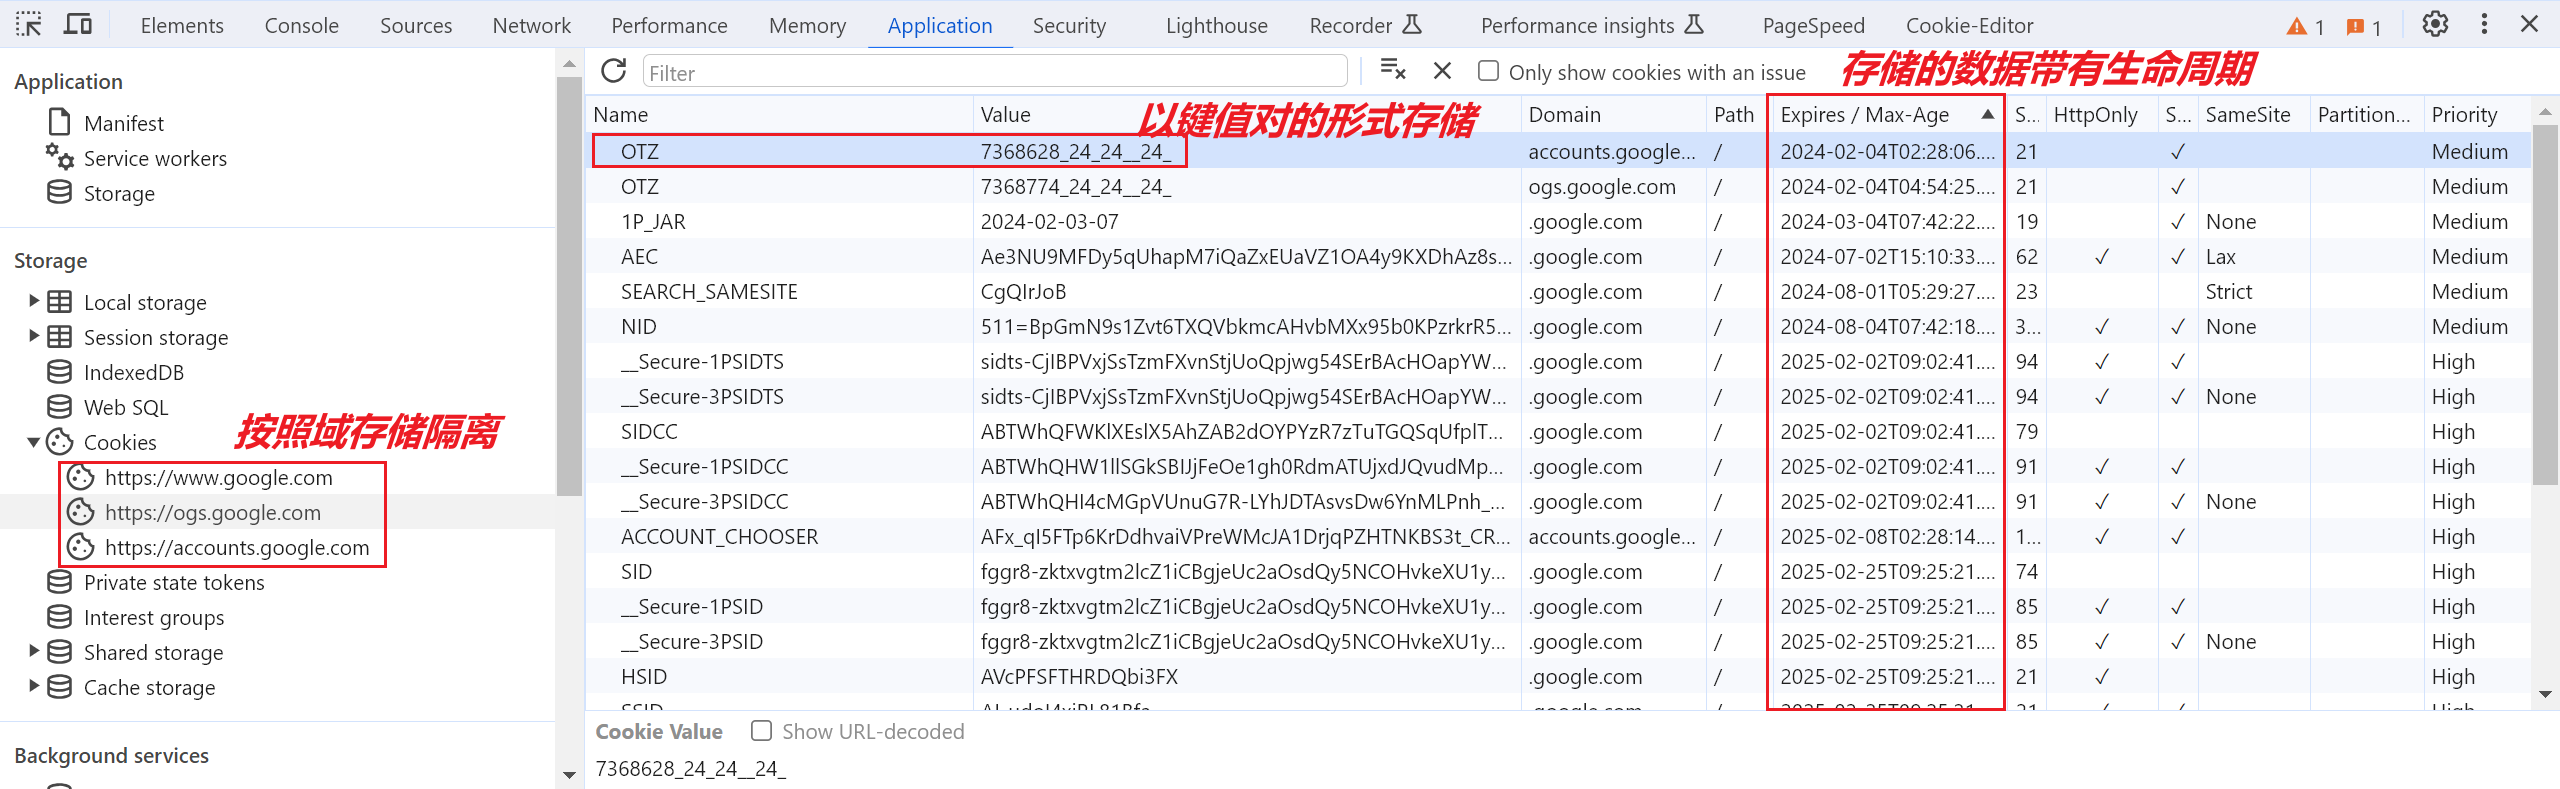 Elements Console Sources Network Performance Memory Application Security Lighthouse Recorder Performance insights PageSpeed Cookie-Editor 1 1
Application
Manifest
Service workers
Storage
Storage
Local storage
Session storage
IndexedDB
Web SQL
Cookies
按照域存储隔离
https://www.google.com
https://ogs.google.com
https://accounts.google.com
Private state tokens
Interest groups
Shared storage
Cache storage
Background services
Filter Only show cookies with an issue 存储的数据带有生命周期
Name Value 以键值对的形式存储 Domain Path Expires / Max-Age S... HttpOnly S... SameSite Partition... Priority
OTZ 7368628_24_24__24_ accounts.google... / 2024-02-04T02:28:06.... 21 ✓ Medium
OTZ 7368774_24_24__24_ ogs.google.com / 2024-02-04T04:54:25.... 21 ✓ Medium
1P_JAR 2024-02-03-07 .google.com / 2024-03-04T07:42:22.... 19 ✓ None Medium
AEC Ae3NU9MFDy5qUhapM7iQaZxEUaVZ1OA4y9KXDhAz8s... .google.com / 2024-07-02T15:10:33.... 62 ✓ ✓ Lax Medium
SEARCH_SAMESITE CgQIrJoB .google.com / 2024-08-01T05:29:27.... 23 Strict Medium
NID 511=BpGmN9s1Zvt6TXQVbkmcAHvbMXx95b0KPzrkrR5... .google.com / 2024-08-04T07:42:18.... 3... ✓ ✓ None Medium
__Secure-1PSIDTS sidts-CjIBPVxjSsTzmFXvnStjUoQpjwg54SErBAcHOapYW... .google.com / 2025-02-02T09:02:41.... 94 ✓ ✓ High
__Secure-3PSIDTS sidts-CjIBPVxjSsTzmFXvnStjUoQpjwg54SErBAcHOapYW... .google.com / 2025-02-02T09:02:41.... 94 ✓ ✓ None High
SIDCC ABTWhQFWKlXEslX5AhZAB2dOYPYzR7zTuTGQSqUfplT... .google.com / 2025-02-02T09:02:41.... 79 High
__Secure-1PSIDCC ABTWhQHW1llSGkSBIJjFeOe1gh0RdmATUjxdJQvudMp... .google.com / 2025-02-02T09:02:41.... 91 ✓ ✓ High
__Secure-3PSIDCC ABTWhQHI4cMGpVUnuG7R-LYhJDTAsvsDw6YnMLPnh_... .google.com / 2025-02-02T09:02:41.... 91 ✓ ✓ None High
ACCOUNT_CHOOSER AFx_qI5FTp6KrDdhvaiVPreWMcJA1DrjqPZHTNKBS3t_CR... accounts.google... / 2025-02-08T02:28:14.... 1... ✓ ✓ High
SID fggr8-zktxvgtm2lcZ1iCBgjeUc2aOsdQy5NCOHvkeXU1y... .google.com / 2025-02-25T09:25:21.... 74 High
__Secure-1PSID fggr8-zktxvgtm2lcZ1iCBgjeUc2aOsdQy5NCOHvkeXU1y... .google.com / 2025-02-25T09:25:21.... 85 ✓ ✓ High
__Secure-3PSID fggr8-zktxvgtm2lcZ1iCBgjeUc2aOsdQy5NCOHvkeXU1y... .google.com / 2025-02-25T09:25:21.... 85 ✓ ✓ None High
HSID AVcPFSFTHRDQbi3FX .google.com / 2025-02-25T09:25:21.... 21 ✓ High
Cookie Value Show URL-decoded
7368628_24_24__24_